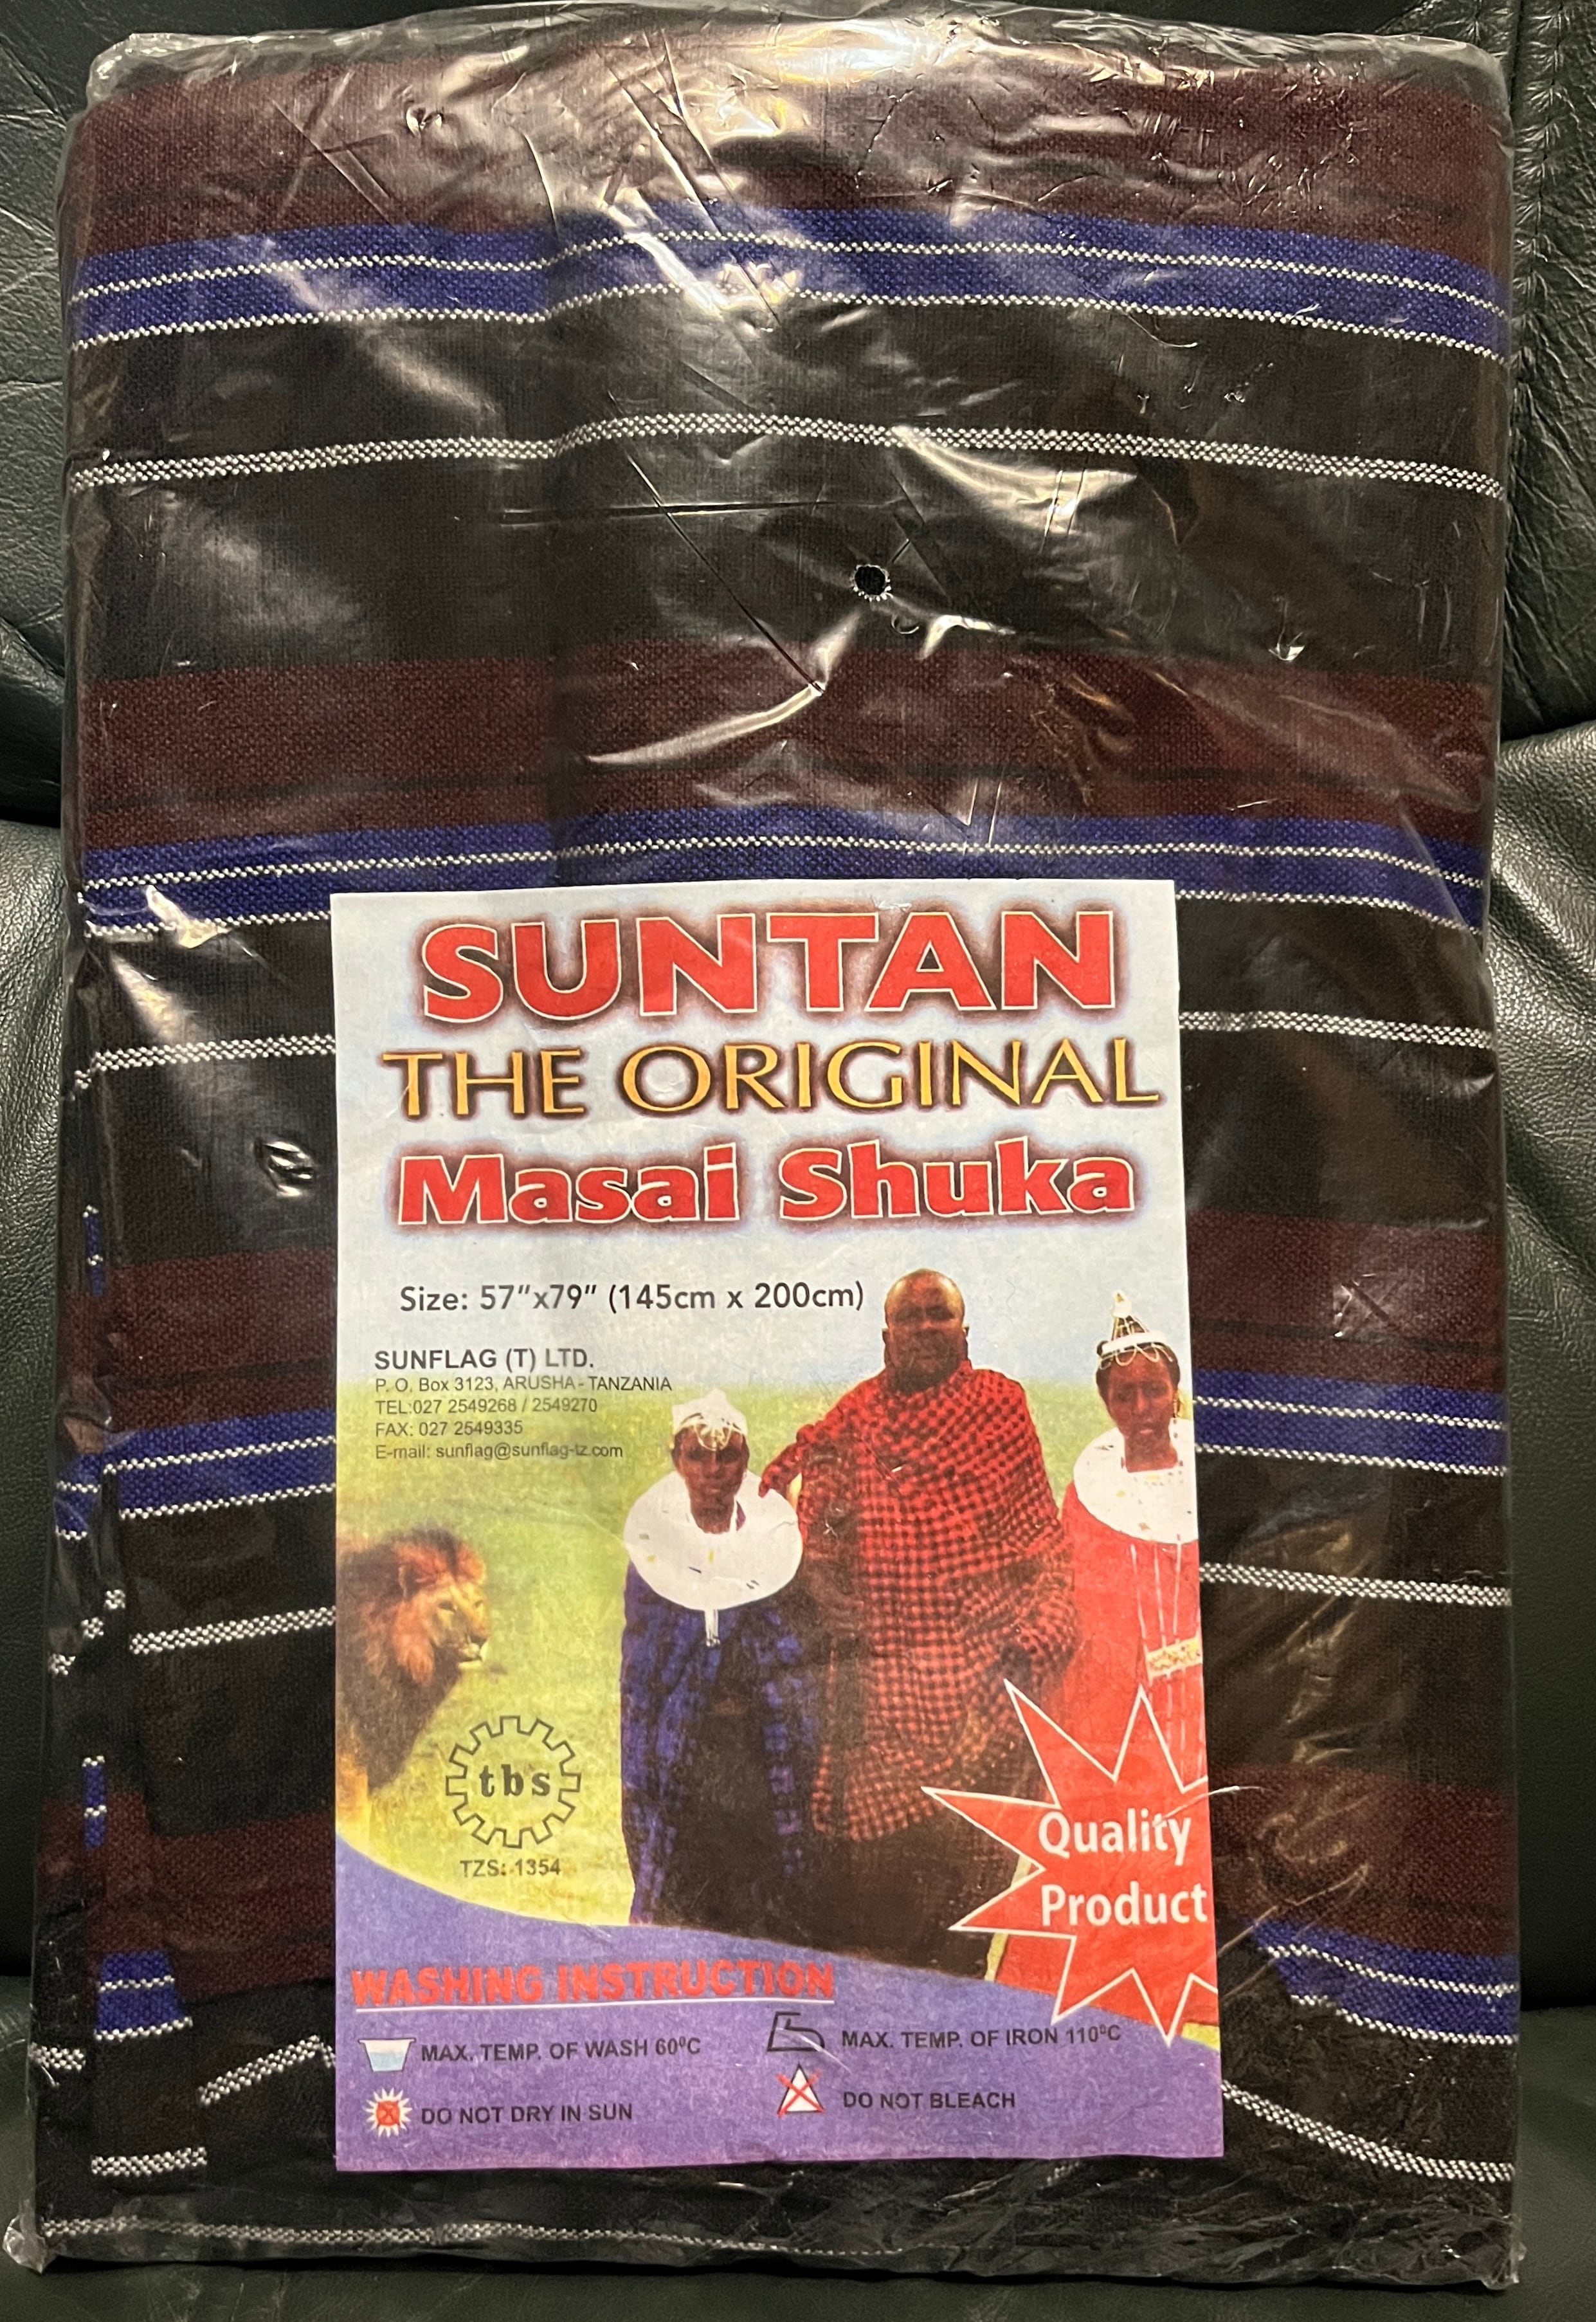 SUNTAN
THE ORIGINAL
Masai Shuka
Size: 57"x79" (145cm x 200cm)
SUNFLAG (T) LTD.
P. O. Box 3123, ARUSHA - TANZANIA
TEL:027 2549268 / 2549270
FAX: 027 2549335
E-mail: sunflag@sunflag-tz.com
tbs
TZS: 1354
Quality
Product
WASHING INSTRUCTION
MAX. TEMP. OF WASH 60ºC
MAX. TEMP. OF IRON 110ºC
DO NOT DRY IN SUN
DO NOT BLEACH